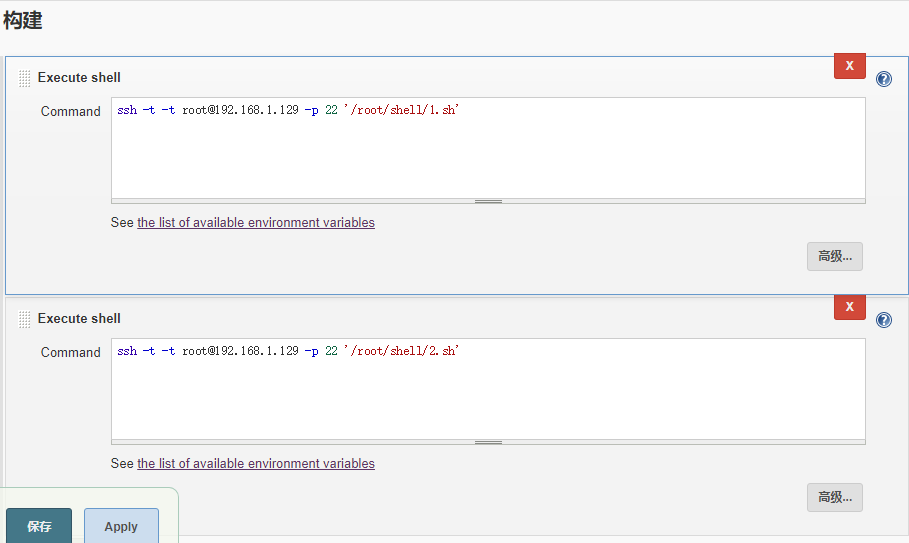 构建
Execute shell
X
Command
ssh -t -t root@192.168.1.129 -p 22 '/root/shell/1.sh'
See the list of available environment variables
高级...
Execute shell
X
Command
ssh -t -t root@192.168.1.129 -p 22 '/root/shell/2.sh'
See the list of available environment variables
高级...
保存
Apply